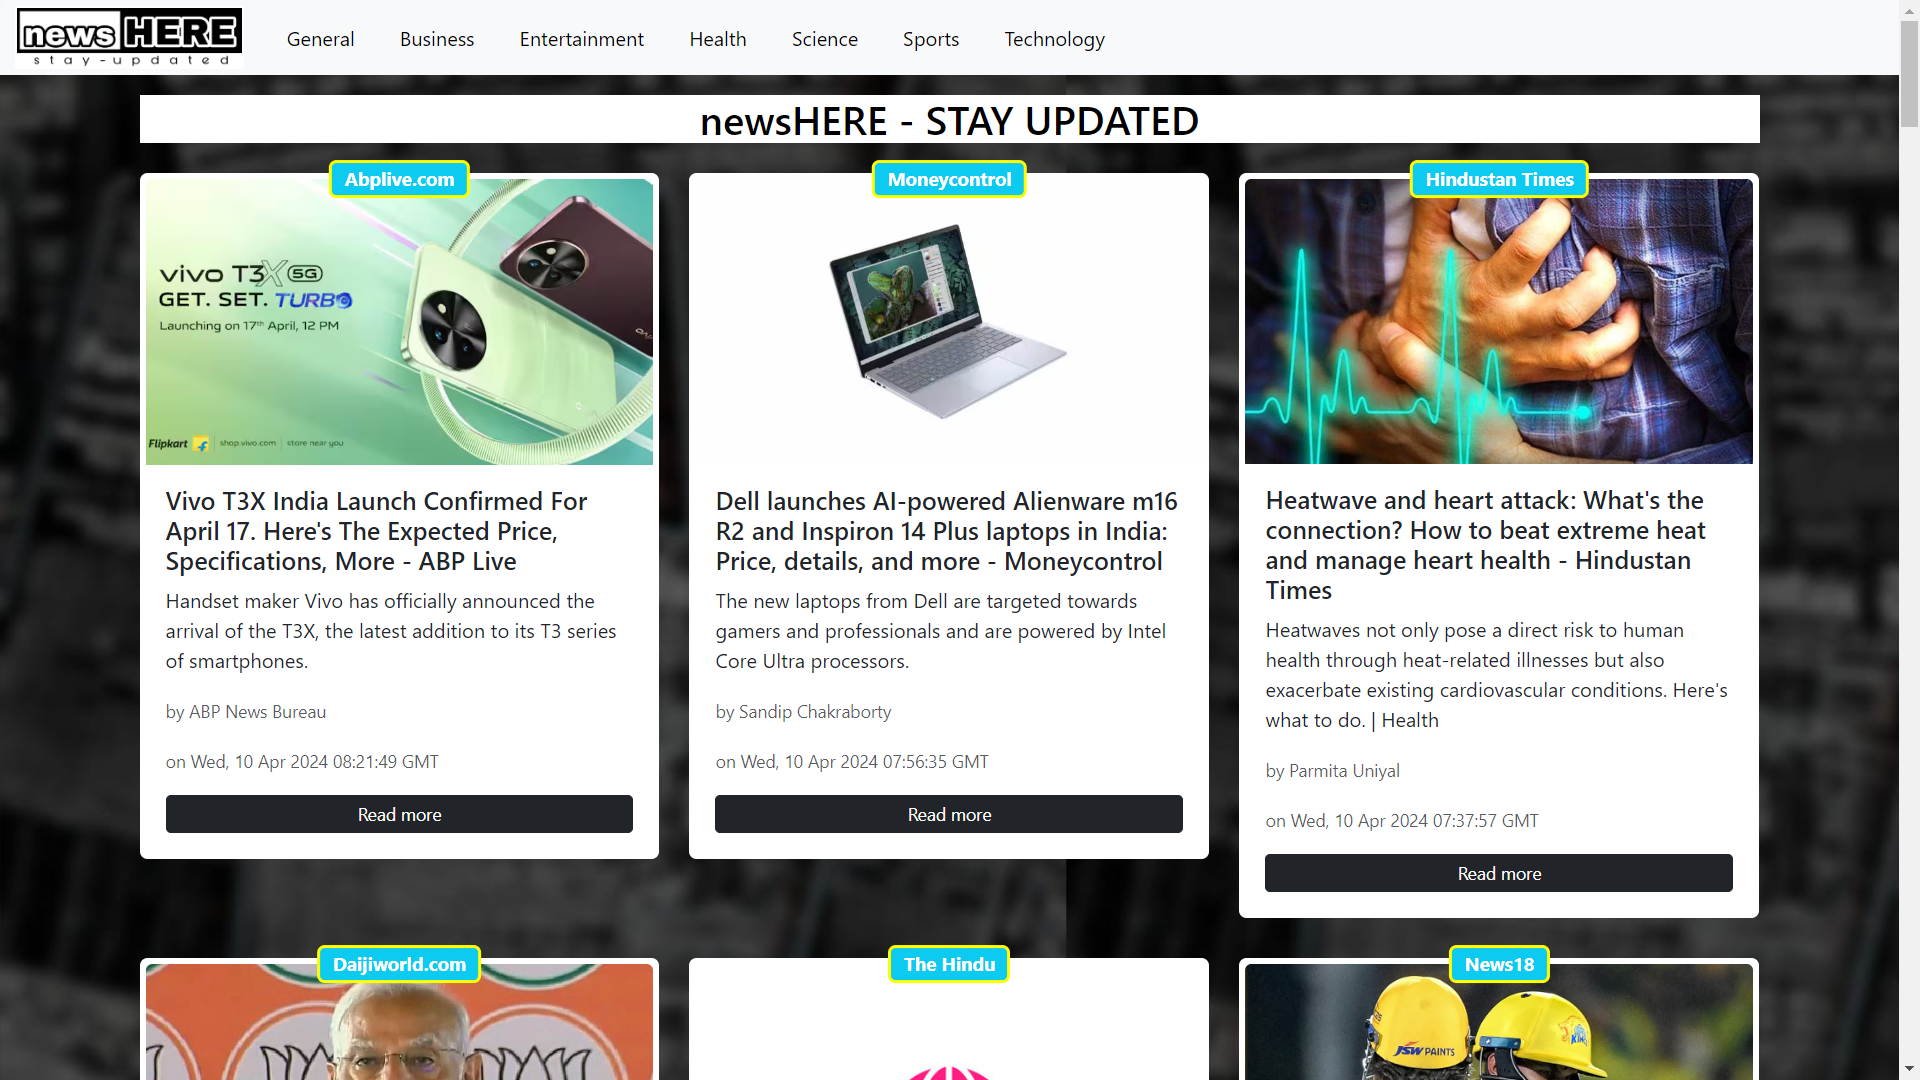 news HERE
stay-updated
General Business Entertainment Health Science Sports Technology
newsHERE - STAY UPDATED
Abplive.com
vivo T3X 5G
GET. SET. TURBO
Launching on 17th April, 12 PM
Flipkart | shop.vivo.com | store near you
vivo
Vivo T3X India Launch Confirmed For
April 17. Here's The Expected Price,
Specifications, More - ABP Live
Handset maker Vivo has officially announced the
arrival of the T3X, the latest addition to its T3 series
of smartphones.
by ABP News Bureau
on Wed, 10 Apr 2024 08:21:49 GMT
Read more
Moneycontrol
Dell launches AI-powered Alienware m16
R2 and Inspiron 14 Plus laptops in India:
Price, details, and more - Moneycontrol
The new laptops from Dell are targeted towards
gamers and professionals and are powered by Intel
Core Ultra processors.
by Sandip Chakraborty
on Wed, 10 Apr 2024 07:56:35 GMT
Read more
Hindustan Times
Heatwave and heart attack: What's the
connection? How to beat extreme heat
and manage heart health - Hindustan
Times
Heatwaves not only pose a direct risk to human
health through heat-related illnesses but also
exacerbate existing cardiovascular conditions. Here's
what to do. | Health
by Parmita Uniyal
on Wed, 10 Apr 2024 07:37:57 GMT
Read more
Daijiworld.com
The Hindu
News18
JSW PAINTS